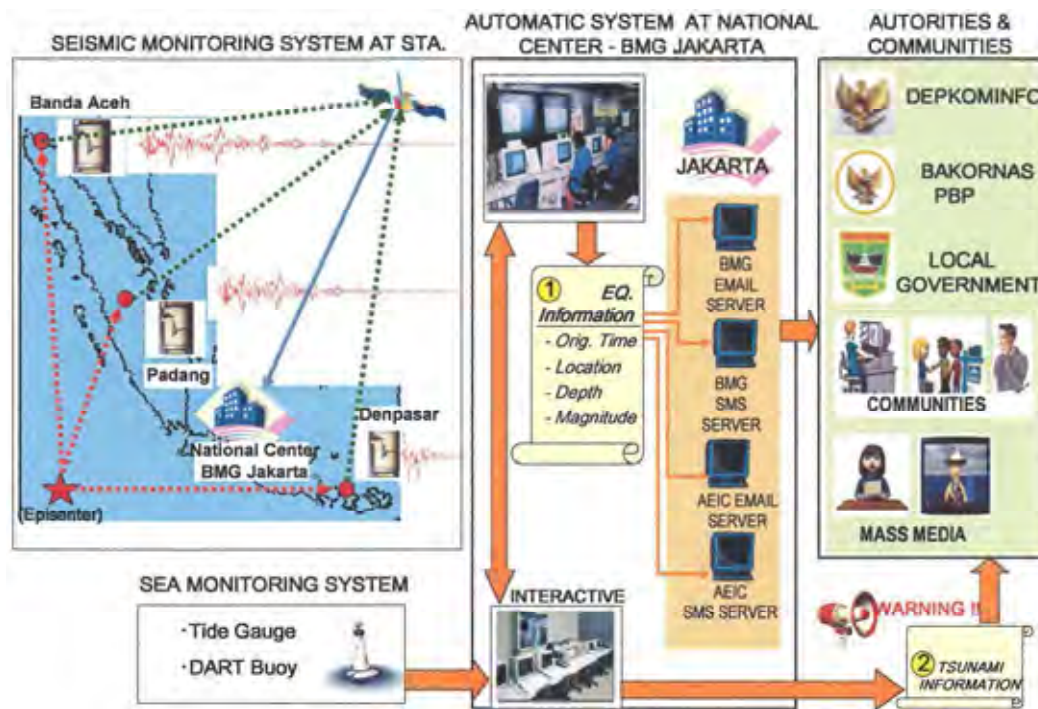 SEISMIC MONITORING SYSTEM AT STA.
Banda Aceh
Padang
National Center
BMG Jakarta
Denpasar
(Episenter)
SEA MONITORING SYSTEM
·Tide Gauge
·DART Buoy
AUTOMATIC SYSTEM AT NATIONAL
CENTER - BMG JAKARTA
JAKARTA
1
EQ.
Information
- Orig. Time
- Location
- Depth
- Magnitude
BMG
EMAIL
SERVER
BMG
SMS
SERVER
AEIC EMAIL
SERVER
AEIC
SMS SERVER
INTERACTIVE
AUTORITIES &
COMMUNITIES
DEPKOMINFO
BAKORNAS
PBP
LOCAL
GOVERNMENT
COMMUNITIES
MASS MEDIA
WARNING !!
2 TSUNAMI
INFORMATION